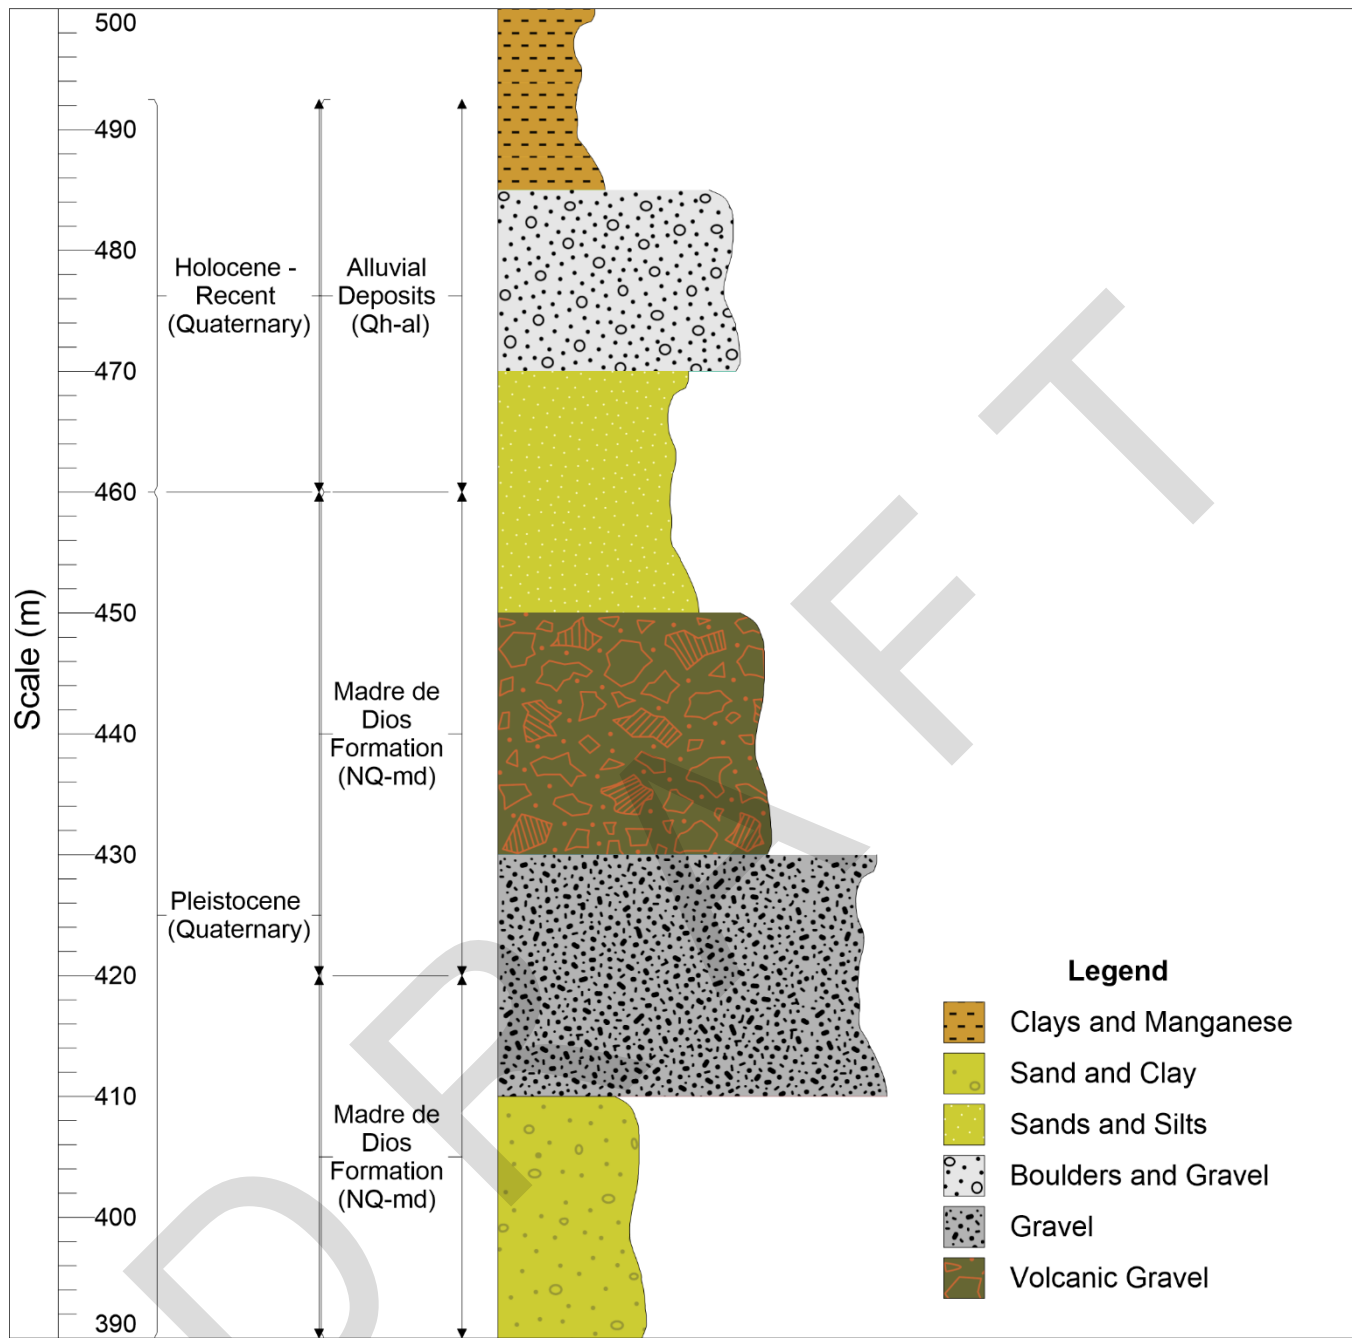 500
490
480
470
460
450
440
430
420
410
400
390
Scale (m)
Holocene -
Recent
(Quaternary)
Alluvial
Deposits
(Qh-al)
Madre de
Dios
Formation
(NQ-md)
Pleistocene
(Quaternary)
Madre de
Dios
Formation
(NQ-md)
Legend
Clays and Manganese
Sand and Clay
Sands and Silts
Boulders and Gravel
Gravel
Volcanic Gravel
DRAFT